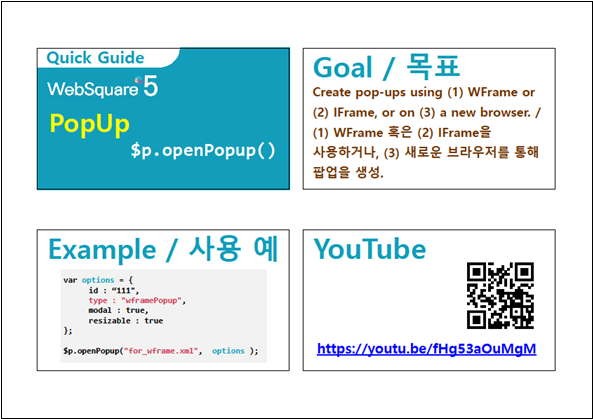 Quick Guide
WebSquare 5
PopUp
$p.openPopup()
Goal / 목표
Create pop-ups using (1) WFrame or
(2) IFrame, or on (3) a new browser. /
(1) WFrame 혹은 (2) IFrame을
사용하거나, (3) 새로운 브라우저를 통해
팝업을 생성.
Example / 사용 예
var options = {
id : “111",
type : "wframePopup",
modal : true,
resizable : true
};
$p.openPopup("for_wframe.xml", options );
YouTube
https://youtu.be/fHg53aOuMgM